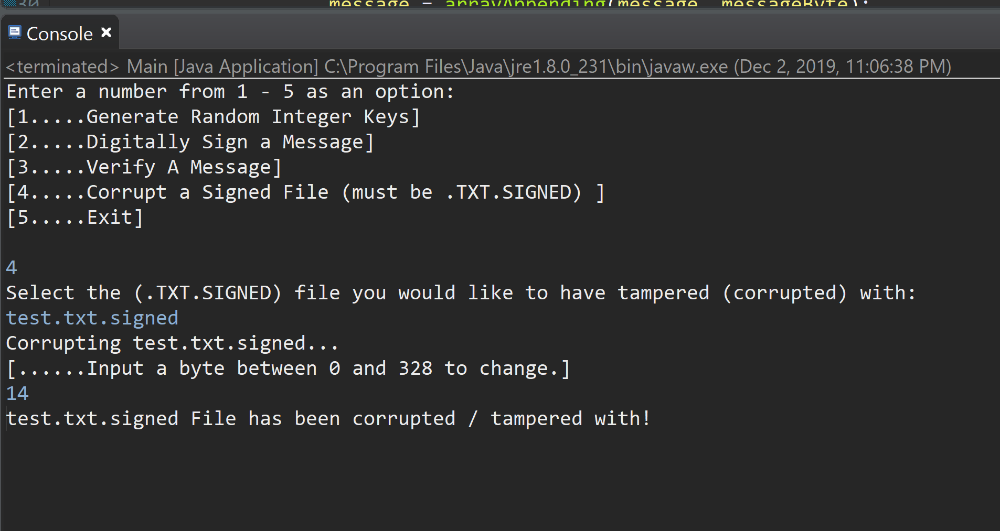 30 message = arrayAppending(message, messageByte);
Console
<terminated> Main [Java Application] C:\Program Files\Java\jre1.8.0_231\bin\javaw.exe (Dec 2, 2019, 11:06:38 PM)
Enter a number from 1 - 5 as an option:
[1.....Generate Random Integer Keys]
[2.....Digitally Sign a Message]
[3.....Verify A Message]
[4.....Corrupt a Signed File (must be .TXT.SIGNED) ]
[5.....Exit]
4
Select the (.TXT.SIGNED) file you would like to have tampered (corrupted) with:
test.txt.signed
Corrupting test.txt.signed...
[......Input a byte between 0 and 328 to change.]
14
test.txt.signed File has been corrupted / tampered with!